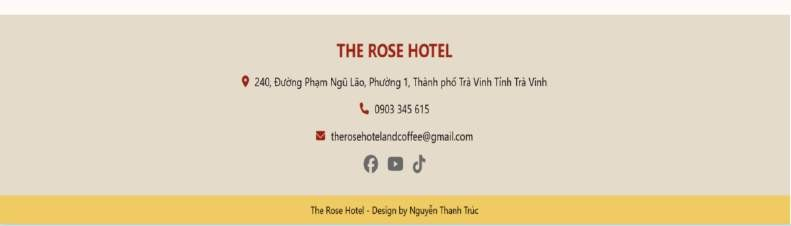 THE ROSE HOTEL
240, Đường Phạm Ngũ Lão, Phường 1, Thành phố Trà Vinh Tỉnh Trà Vinh
0903 345 615
therosehotelandcoffee@gmail.com
The Rose Hotel - Design by Nguyễn Thanh Trúc